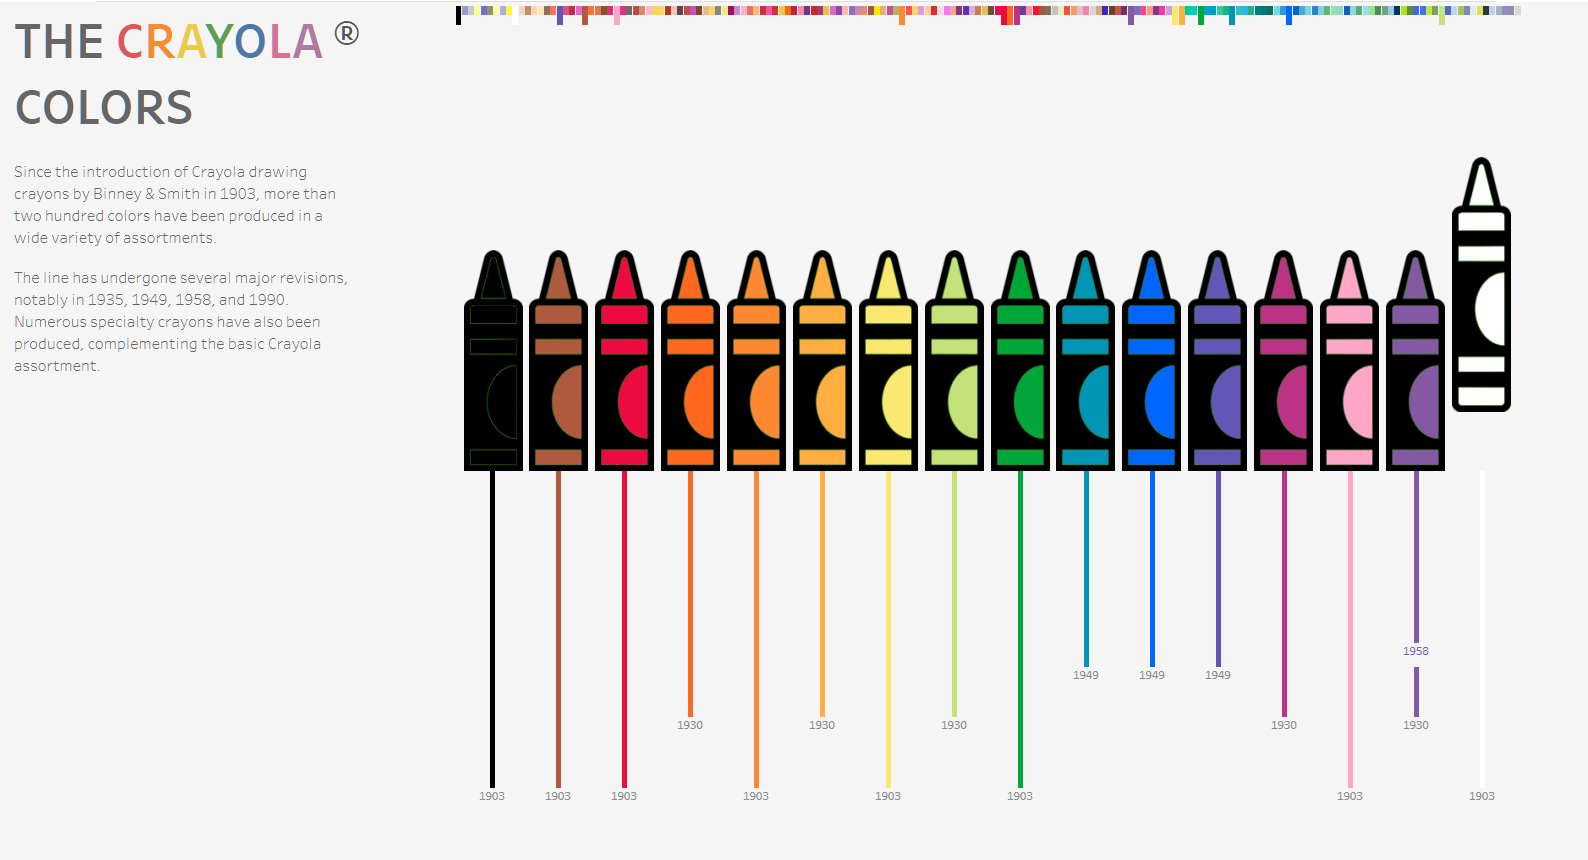 THE CRAYOLA ®
COLORS
Since the introduction of Crayola drawing
crayons by Binney & Smith in 1903, more than
two hundred colors have been produced in a
wide variety of assortments.
The line has undergone several major revisions,
notably in 1935, 1949, 1958, and 1990.
Numerous specialty crayons have also been
produced, complementing the basic Crayola
assortment.
1958
1949 1949 1949
1930 1930 1930 1930 1930
1903 1903 1903 1903 1903 1903 1903 1903